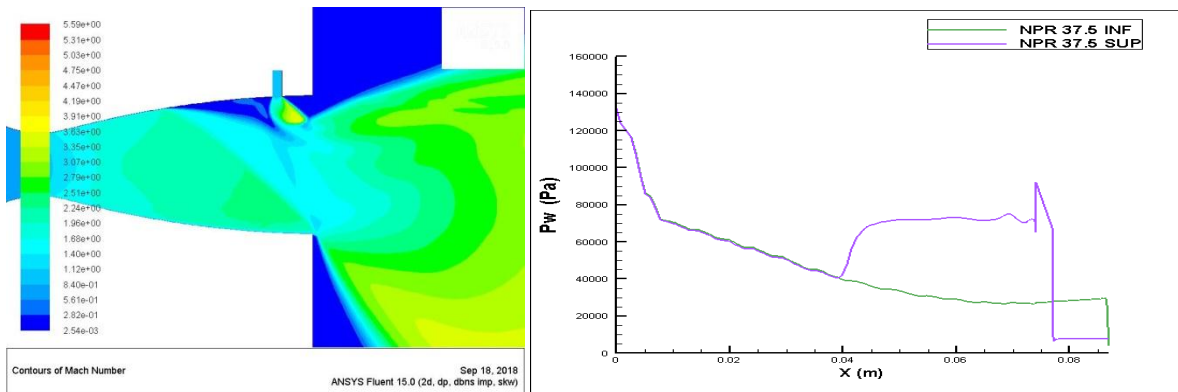 5.59e+00
5.31e+00
5.03e+00
4.75e+00
4.47e+00
4.19e+00
3.91e+00
3.63e+00
3.35e+00
3.07e+00
2.79e+00
2.51e+00
2.24e+00
1.96e+00
1.68e+00
1.40e+00
1.12e+00
8.40e-01
5.61e-01
2.82e-01
2.54e-03
Contours of Mach Number
Sep 18, 2018
ANSYS Fluent 15.0 (2d, dp, dbns imp, skw)
NPR 37.5 INF
NPR 37.5 SUP
160000
140000
120000
100000
80000
60000
40000
20000
0
Pw (Pa)
0
0.02
0.04
0.06
0.08
X (m)